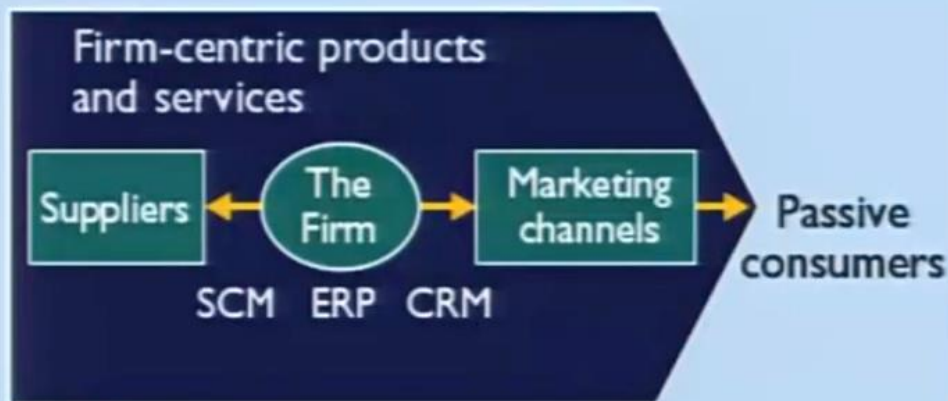 Firm-centric products
and services
Suppliers
The
Firm
Marketing
channels
Passive
consumers
SCM ERP CRM